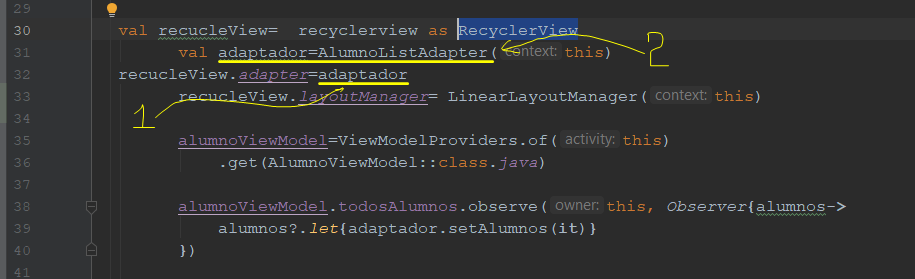 29
30 val recucleView=  recyclerview as RecyclerView
31 val adaptador=AlumnoListAdapter( context: this) 2
32 recucleView.adapter=adaptador
33 recucleView.layoutManager= LinearLayoutManager( context: this)
34 1
35 alumnoViewModel=ViewModelProviders.of( activity: this)
36 .get(AlumnoViewModel::class.java)
38 alumnoViewModel.todosAlumnos.observe( owner: this, Observer{alumnos->
39 alumnos?.let{adaptador.setAlumnos(it)}
40 })
41